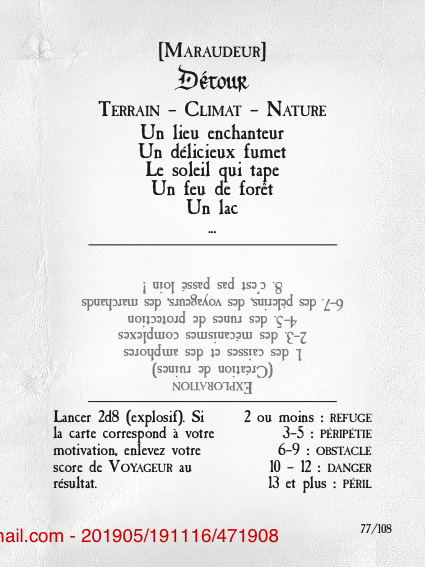 [Maraudeur]
Détour
Terrain – Climat – Nature
Un lieu enchanteur
Un délicieux fumet
Le soleil qui tape
Un feu de forêt
Un lac
...
Exploration
(Création de ruines)
1. des caisses et des amphores
2-3. des mécanismes complexes
4-5. des runes de protection
6-7. des pèlerins, des voyageurs, des marchands
8. c'est pas passé loin !
Lancer 2d8 (explosif). Si
la carte correspond à votre
motivation, enlevez votre
score de Voyageur au
résultat.
2 ou moins : refuge
3-5 : péripétie
6-9 : obstacle
10 - 12 : danger
13 et plus : péril
77/108
mail.com - 201905/191116/471908